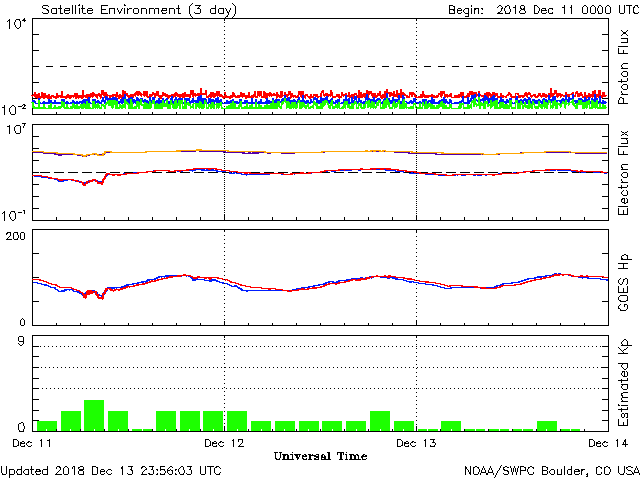 Satellite Environment (3 day) Begin: 2018 Dec 11 0000 UTC
10⁴
10⁻²
Proton Flux
10⁷
10⁻¹
Electron Flux
200
0
GOES Hp
9
0
Estimated Kp
Dec 11 Dec 12 Dec 13 Dec 14
Universal Time
Updated 2018 Dec 13 23:56:03 UTC NOAA/SWPC Boulder, CO USA